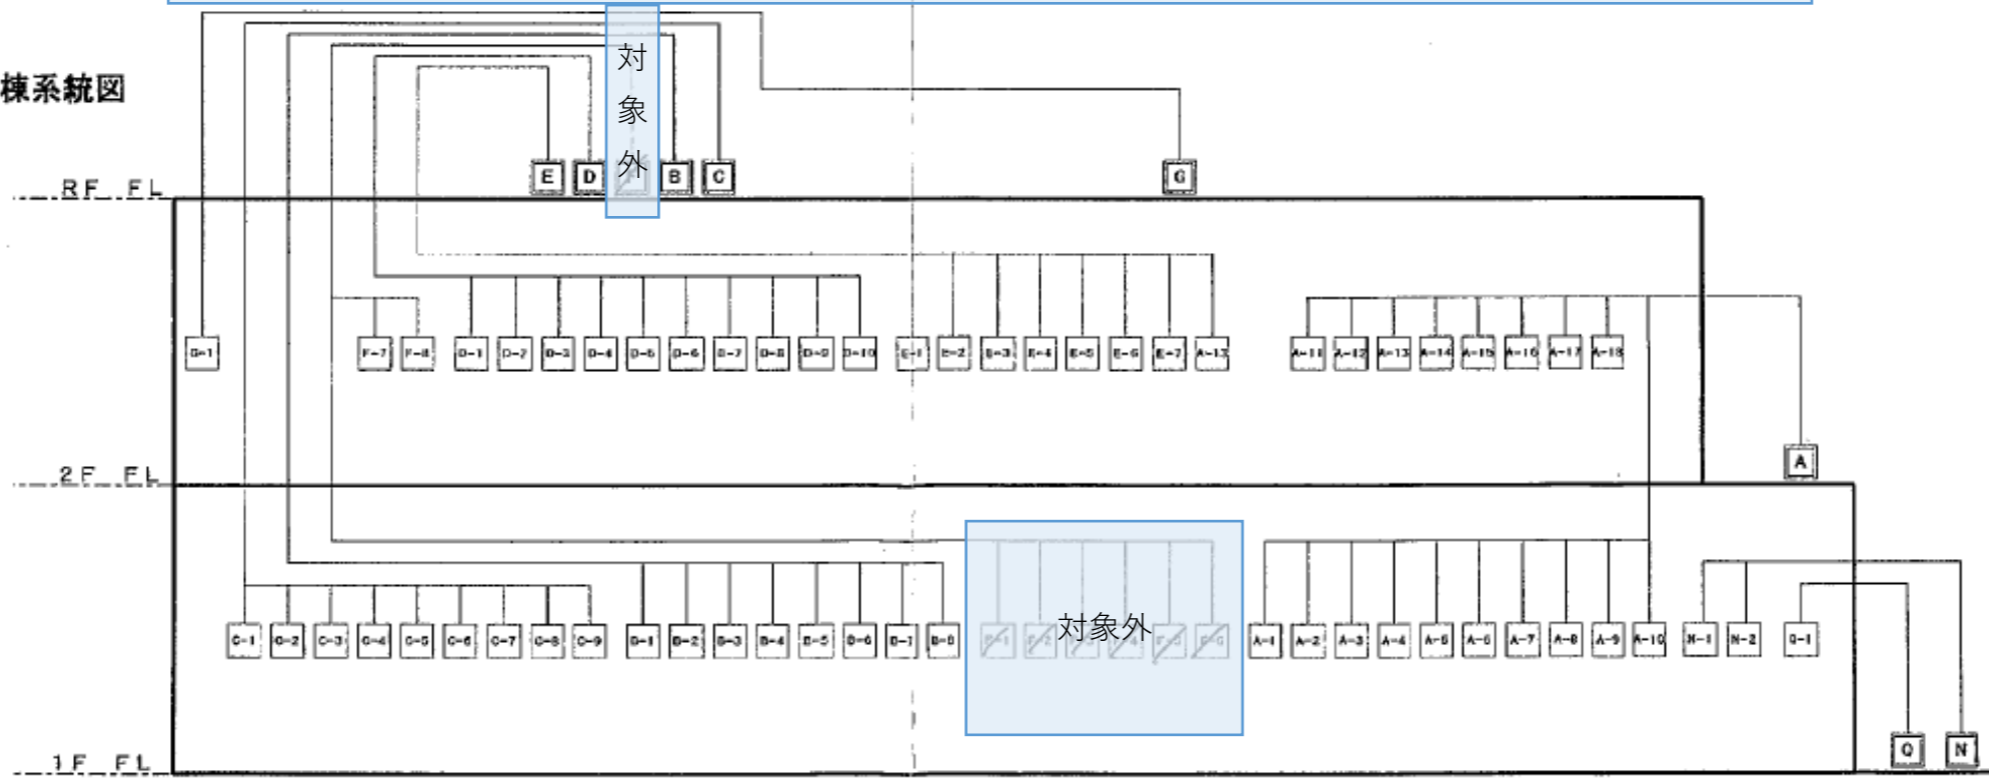 対
象
外
棟系統図
E D B C G
RF FL
G-1 F-7 F-8 D-1 D-2 D-3 D-4 D-5 D-6 D-7 D-8 D-9 D-10 E-1 E-2 E-3 E-4 E-5 E-6 E-7 A-13 A-11 A-12 A-13 A-14 A-15 A-16 A-17 A-18
A
2F FL
対象外
C-1 C-2 C-3 C-4 C-5 C-6 C-7 C-8 C-9 B-1 B-2 B-3 B-4 B-5 B-6 B-7 B-8 A-1 A-2 A-3 A-4 A-5 A-6 A-7 A-8 A-9 A-10 N-1 N-2 Q-1
Q N
1F FL